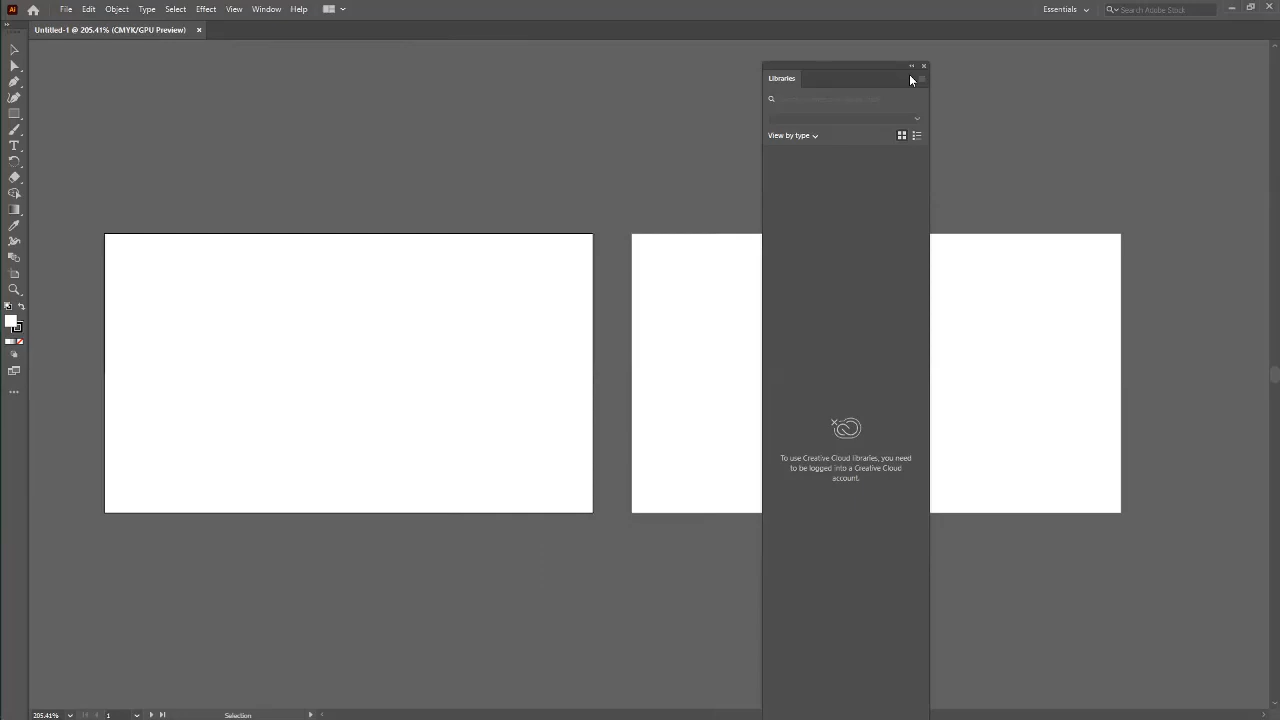 Ai File Edit Object Type Select Effect View Window Help Essentials Search Adobe Stock
Untitled-1 @ 205.41% (CMYK/GPU Preview) ×
Libraries
View by type
To use Creative Cloud libraries, you need
to be logged into a Creative Cloud
account.
205.41% 1 Selection